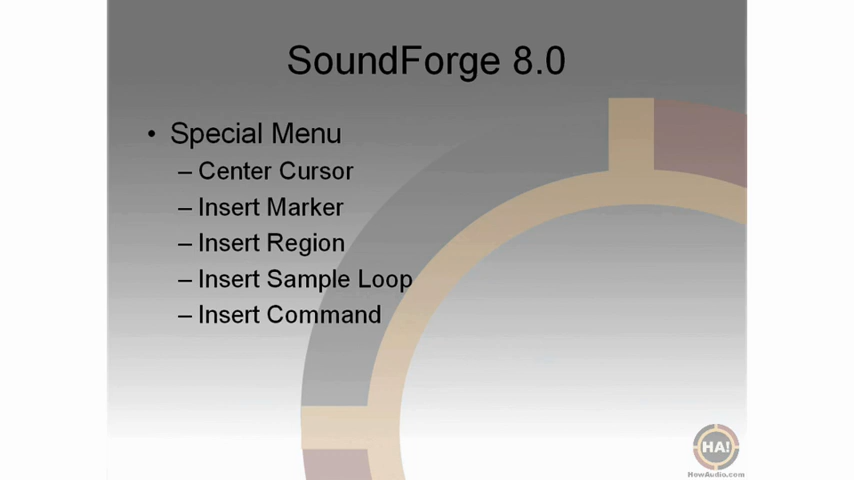 SoundForge 8.0
• Special Menu
– Center Cursor
– Insert Marker
– Insert Region
– Insert Sample Loop
– Insert Command
HA!
HowAudio.com